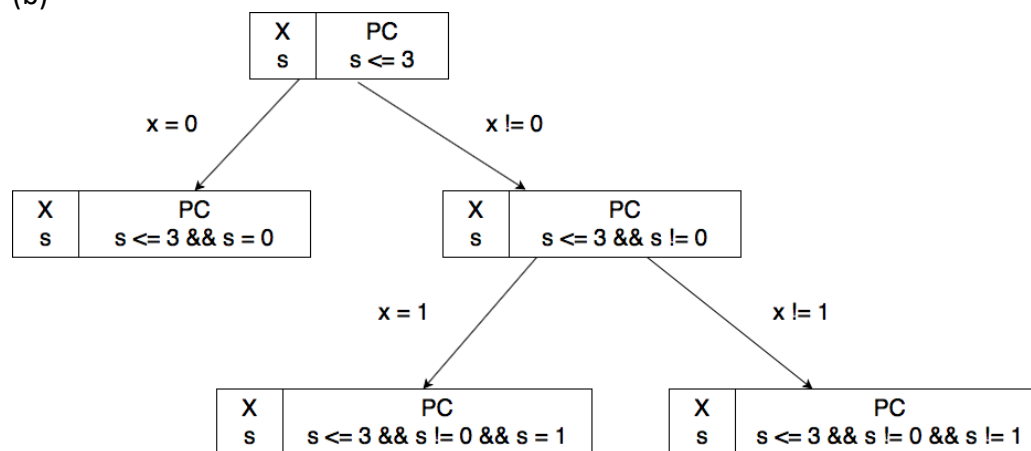 (b)
X PC
s s <= 3
x = 0 x != 0
X PC X PC
s s <= 3 && s = 0 s s <= 3 && s != 0
x = 1 x != 1
X PC X PC
s s <= 3 && s != 0 && s = 1 s s <= 3 && s != 0 && s != 1